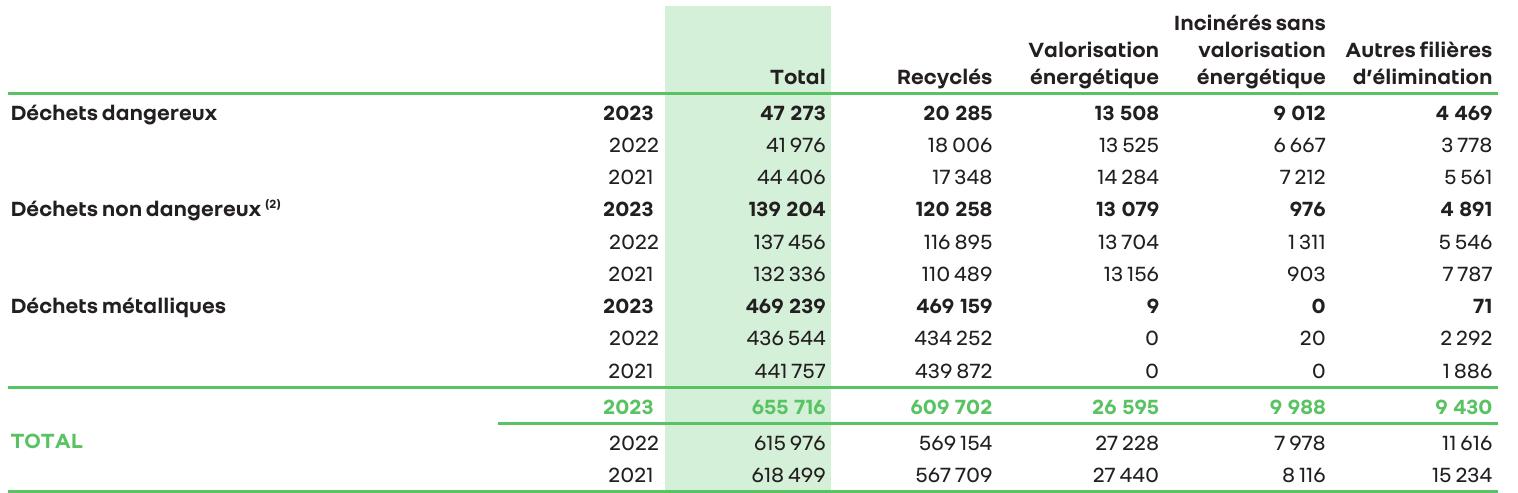 Total Recyclés Valorisation énergétique Incinérés sans valorisation énergétique Autres filières d'élimination
Déchets dangereux 2023 47 273 20 285 13 508 9 012 4 469
2022 41 976 18 006 13 525 6 667 3 778
2021 44 406 17 348 14 284 7 212 5 561
Déchets non dangereux (2) 2023 139 204 120 258 13 079 976 4 891
2022 137 456 116 895 13 704 1 311 5 546
2021 132 336 110 489 13 156 903 7 787
Déchets métalliques 2023 469 239 469 159 9 0 71
2022 436 544 434 252 0 20 2 292
2021 441 757 439 872 0 0 1 886
2023 655 716 609 702 26 595 9 988 9 430
TOTAL 2022 615 976 569 154 27 228 7 978 11 616
2021 618 499 567 709 27 440 8 116 15 234